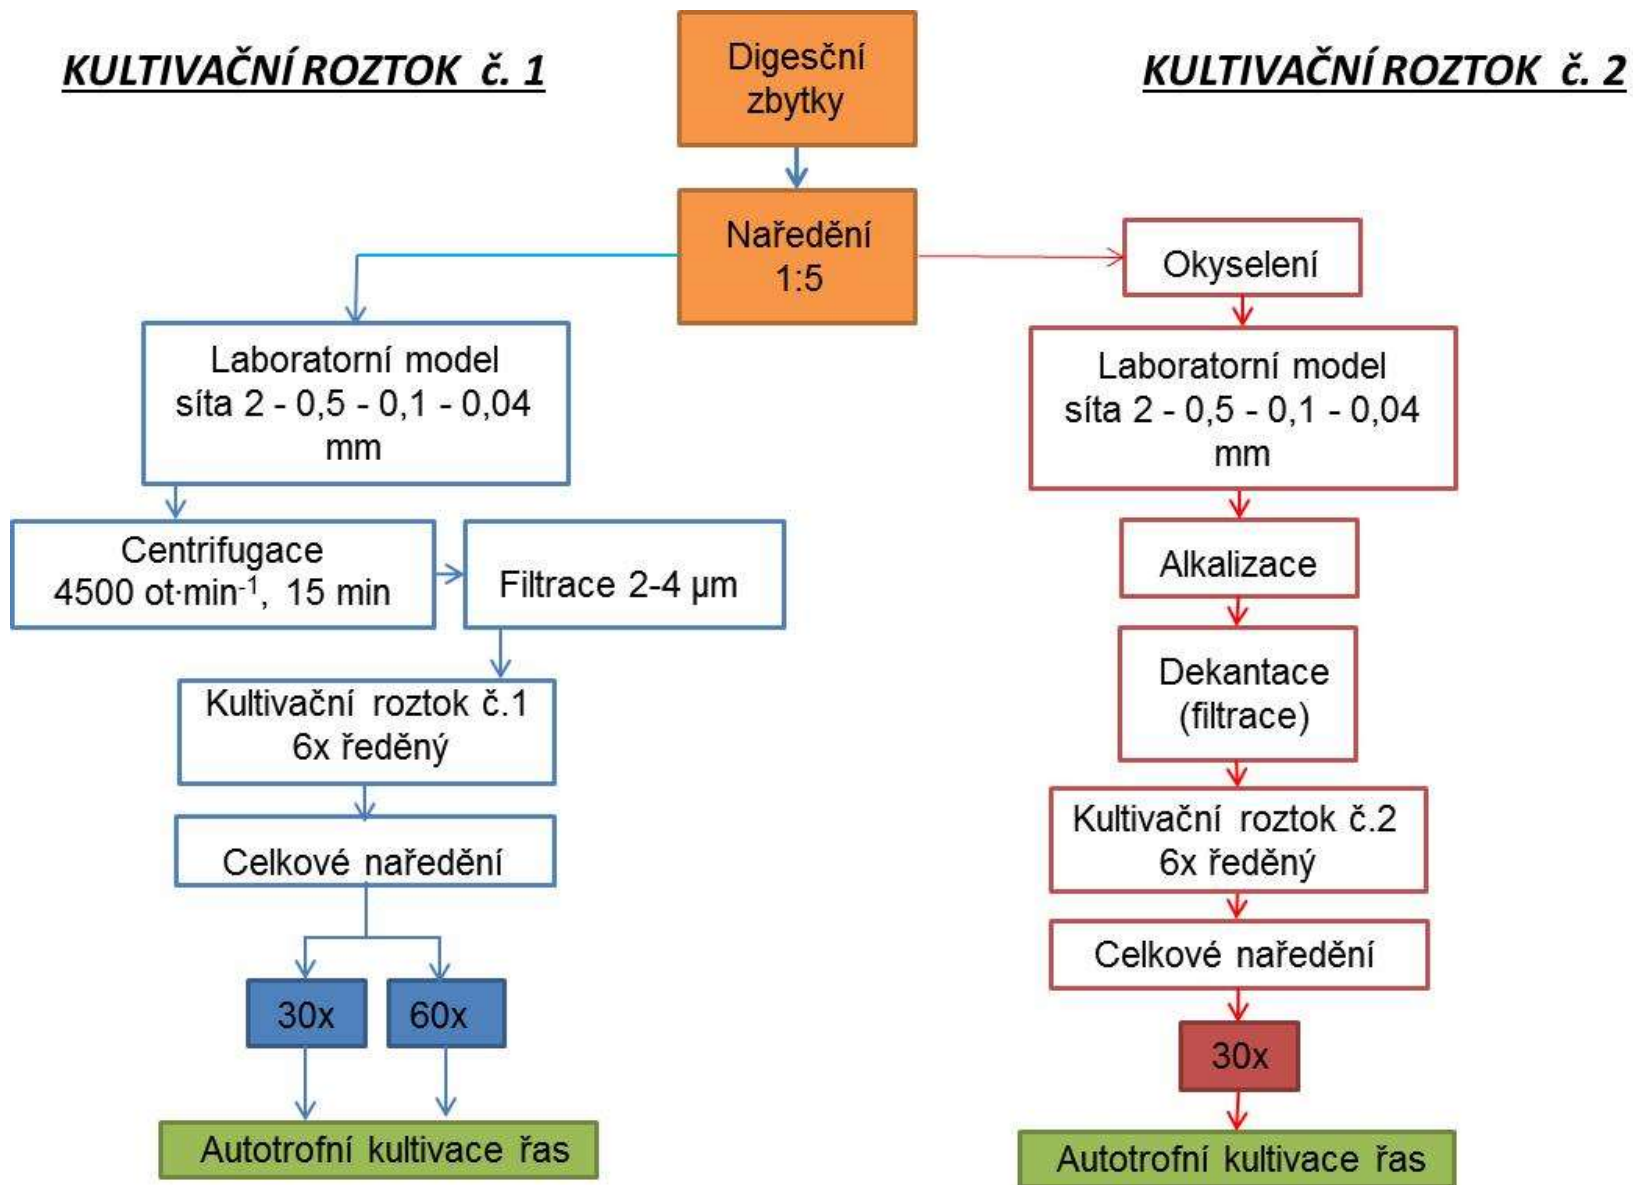 KULTIVAČNÍ ROZTOK č. 1
Digesční
zbytky
KULTIVAČNÍ ROZTOK č. 2
Naředění
1:5
Laboratorní model
síta 2 - 0,5 - 0,1 - 0,04
mm
Centrifugace
4500 ot·min⁻¹, 15 min
Filtrace 2-4 µm
Kultivační roztok č.1
6x ředěný
Celkové naředění
30x
60x
Autotrofní kultivace řas
Okyselení
Laboratorní model
síta 2 - 0,5 - 0,1 - 0,04
mm
Alkalizace
Dekantace
(filtrace)
Kultivační roztok č.2
6x ředěný
Celkové naředění
30x
Autotrofní kultivace řas